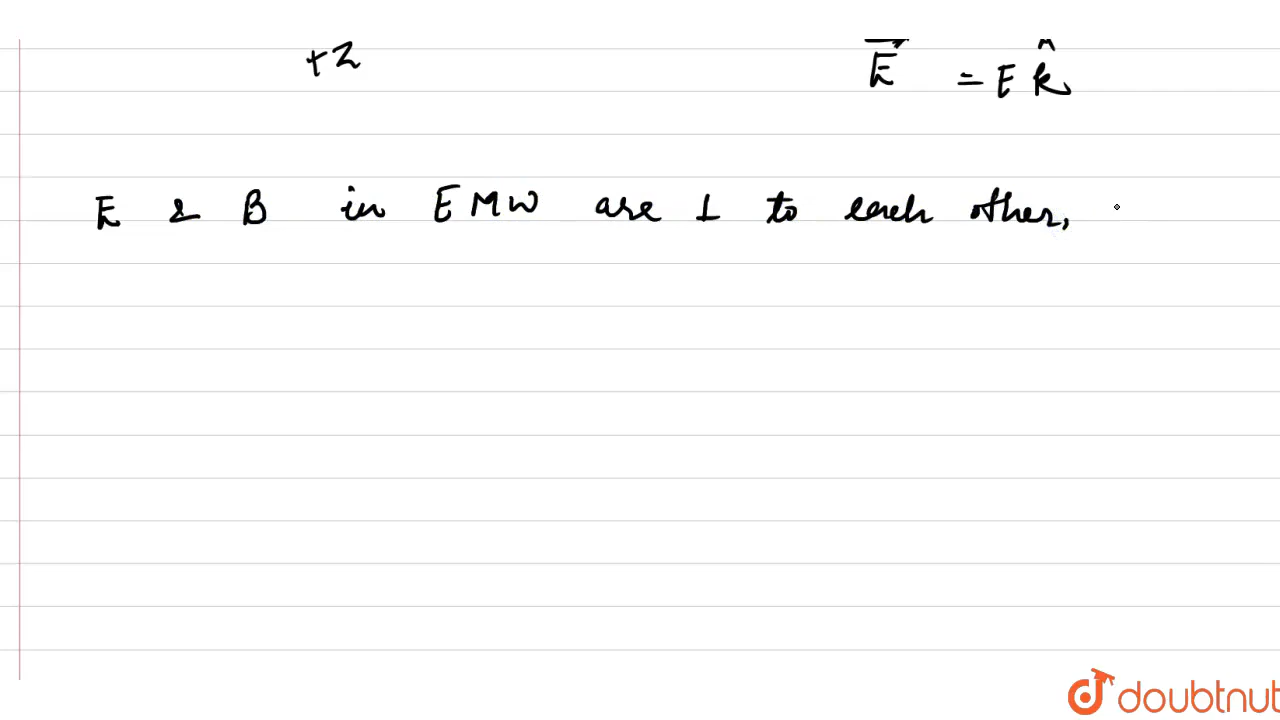 +z E⃗ = E k̂
E & B in EMW are ⊥ to each other,
doubtnut